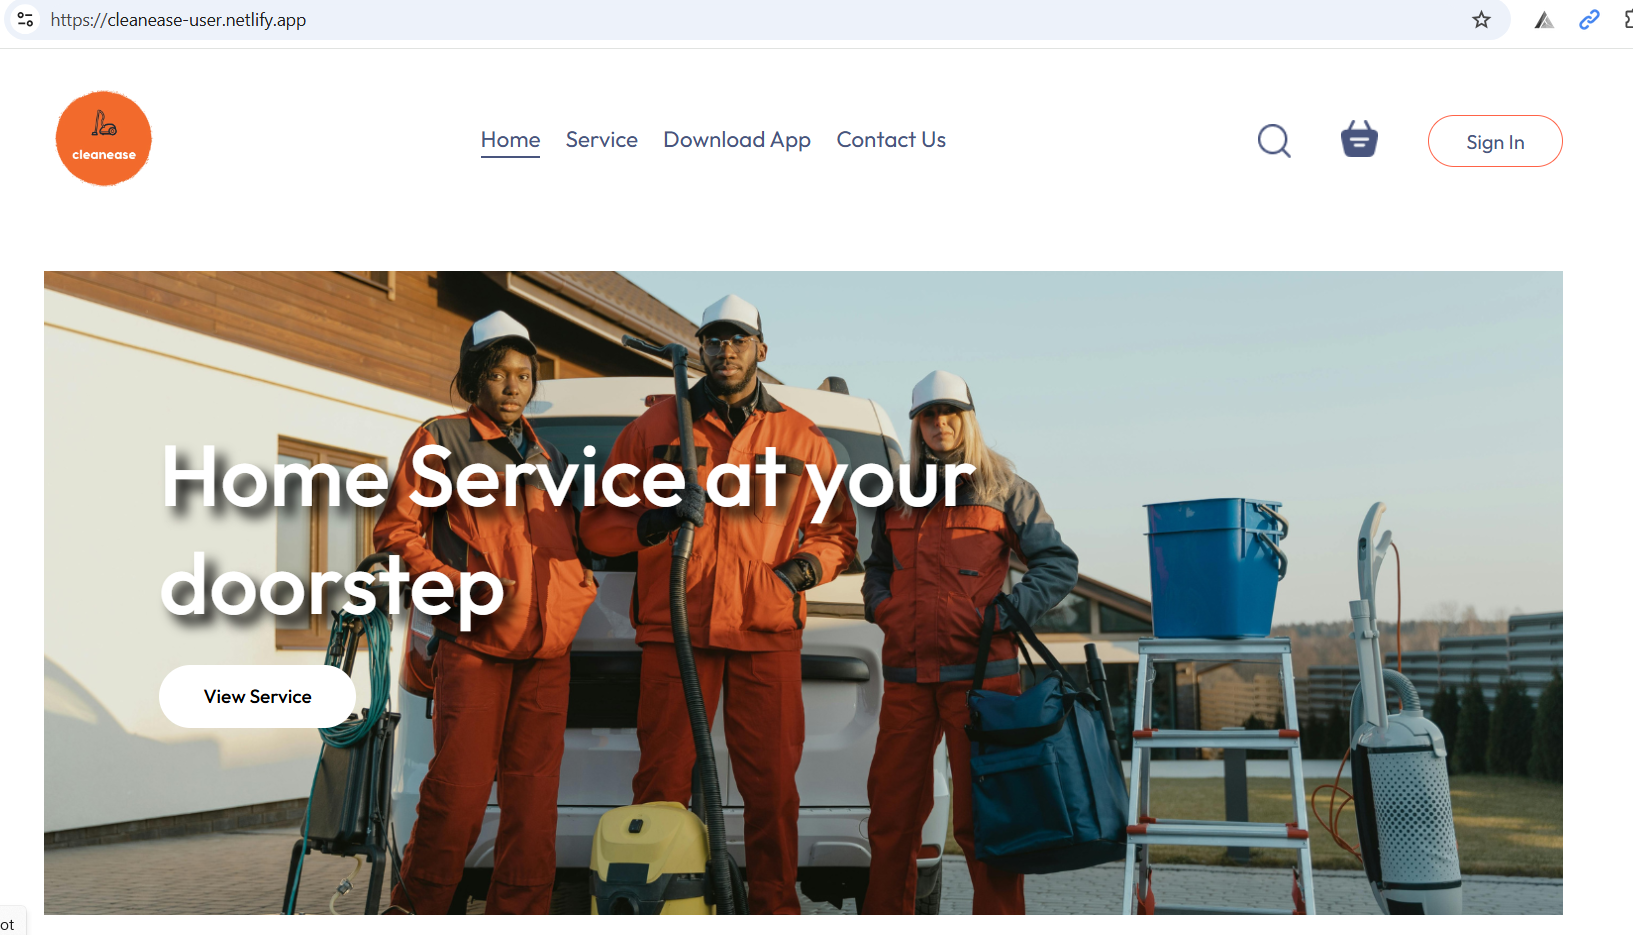 https://cleanease-user.netlify.app
cleanease
Home Service Download App Contact Us
Sign In
Home Service at your
doorstep
View Service
ot